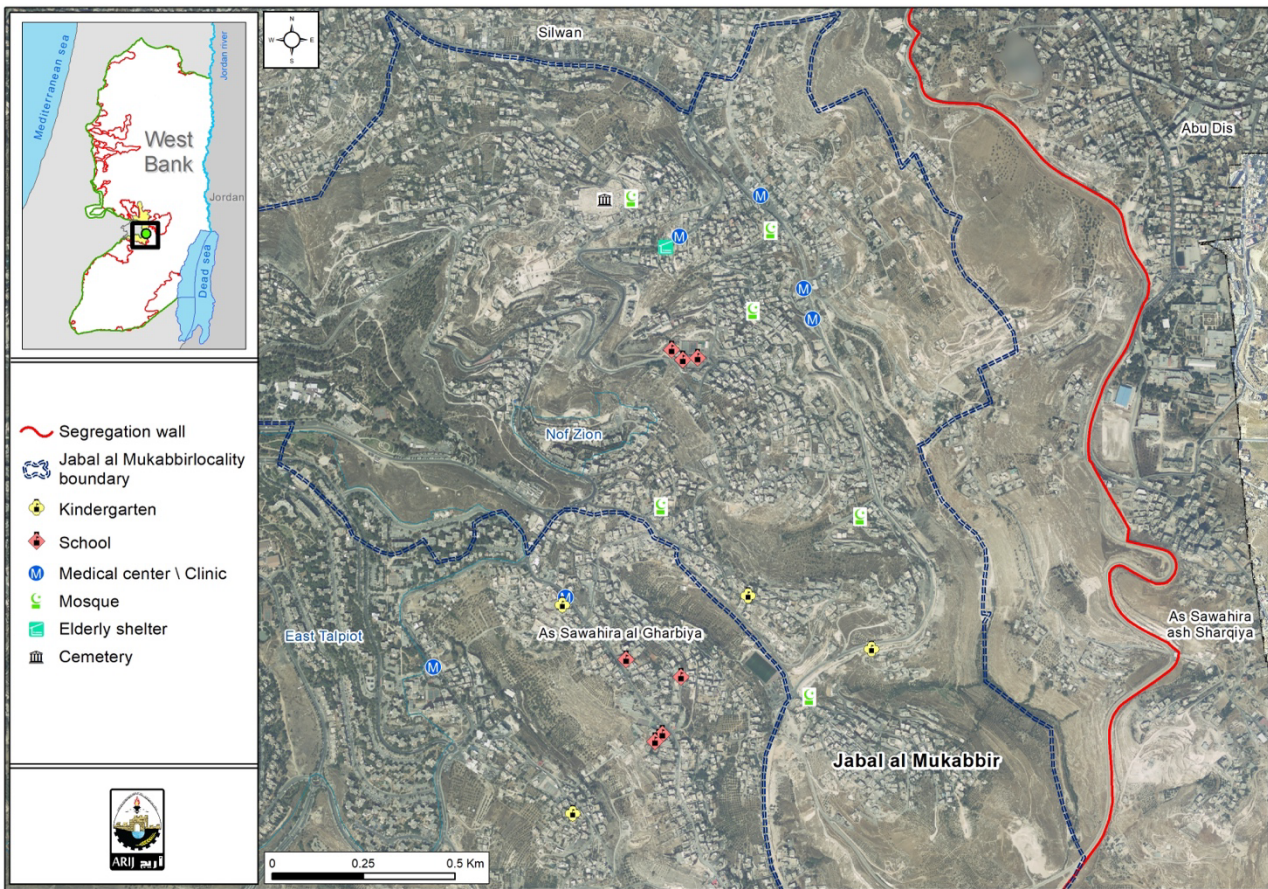 Mediterranean sea
Jordan river
West
Bank
Jordan
Dead sea
Segregation wall
Jabal al Mukabbirlocality
boundary
Kindergarten
School
M
Medical center \ Clinic
Mosque
Elderly shelter
Cemetery
ARIJ أريج
N
W
E
S
Silwan
Abu Dis
M
M
M
M
Nof Zion
M
As Sawahira al Gharbiya
East Talpiot
M
As Sawahira
ash Sharqiya
Jabal al Mukabbir
0
0.25
0.5 Km